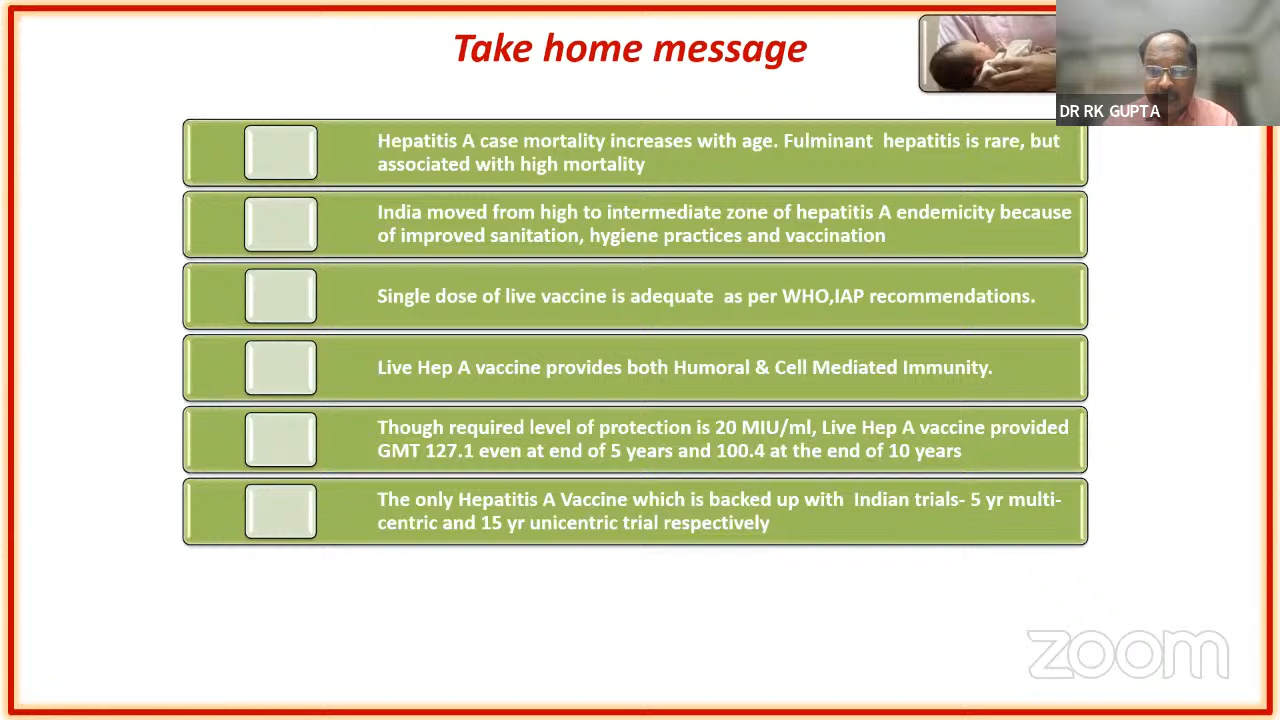 Take home message
DR RK GUPTA
Hepatitis A case mortality increases with age. Fulminant hepatitis is rare, but
associated with high mortality
India moved from high to intermediate zone of hepatitis A endemicity because
of improved sanitation, hygiene practices and vaccination
Single dose of live vaccine is adequate as per WHO,IAP recommendations.
Live Hep A vaccine provides both Humoral & Cell Mediated Immunity.
Though required level of protection is 20 MIU/ml, Live Hep A vaccine provided
GMT 127.1 even at end of 5 years and 100.4 at the end of 10 years
The only Hepatitis A Vaccine which is backed up with Indian trials- 5 yr multi-
centric and 15 yr unicentric trial respectively
zoom